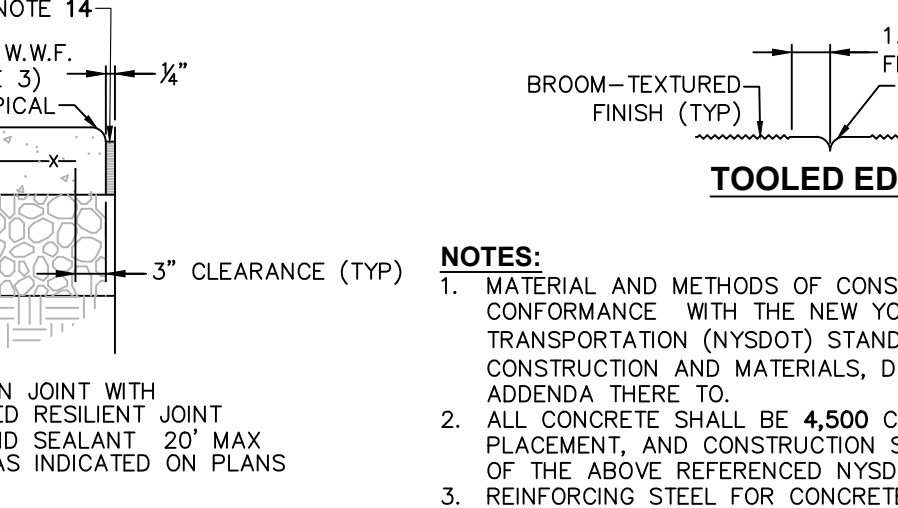 NOTE 14
W.W.F.
3)
1/4"
PICAL
3" CLEARANCE (TYP)
N JOINT WITH
ED RESILIENT JOINT
ND SEALANT 20' MAX
AS INDICATED ON PLANS
1
BROOM-TEXTURED
FINISH (TYP)
TOOLED ED
NOTES:
1. MATERIAL AND METHODS OF CONS
CONFORMANCE WITH THE NEW YO
TRANSPORTATION (NYSDOT) STAND
CONSTRUCTION AND MATERIALS, D
ADDENDA THERE TO.
2. ALL CONCRETE SHALL BE 4,500 C
PLACEMENT, AND CONSTRUCTION S
OF THE ABOVE REFERENCED NYSD
3. REINFORCING STEEL FOR CONCRETE